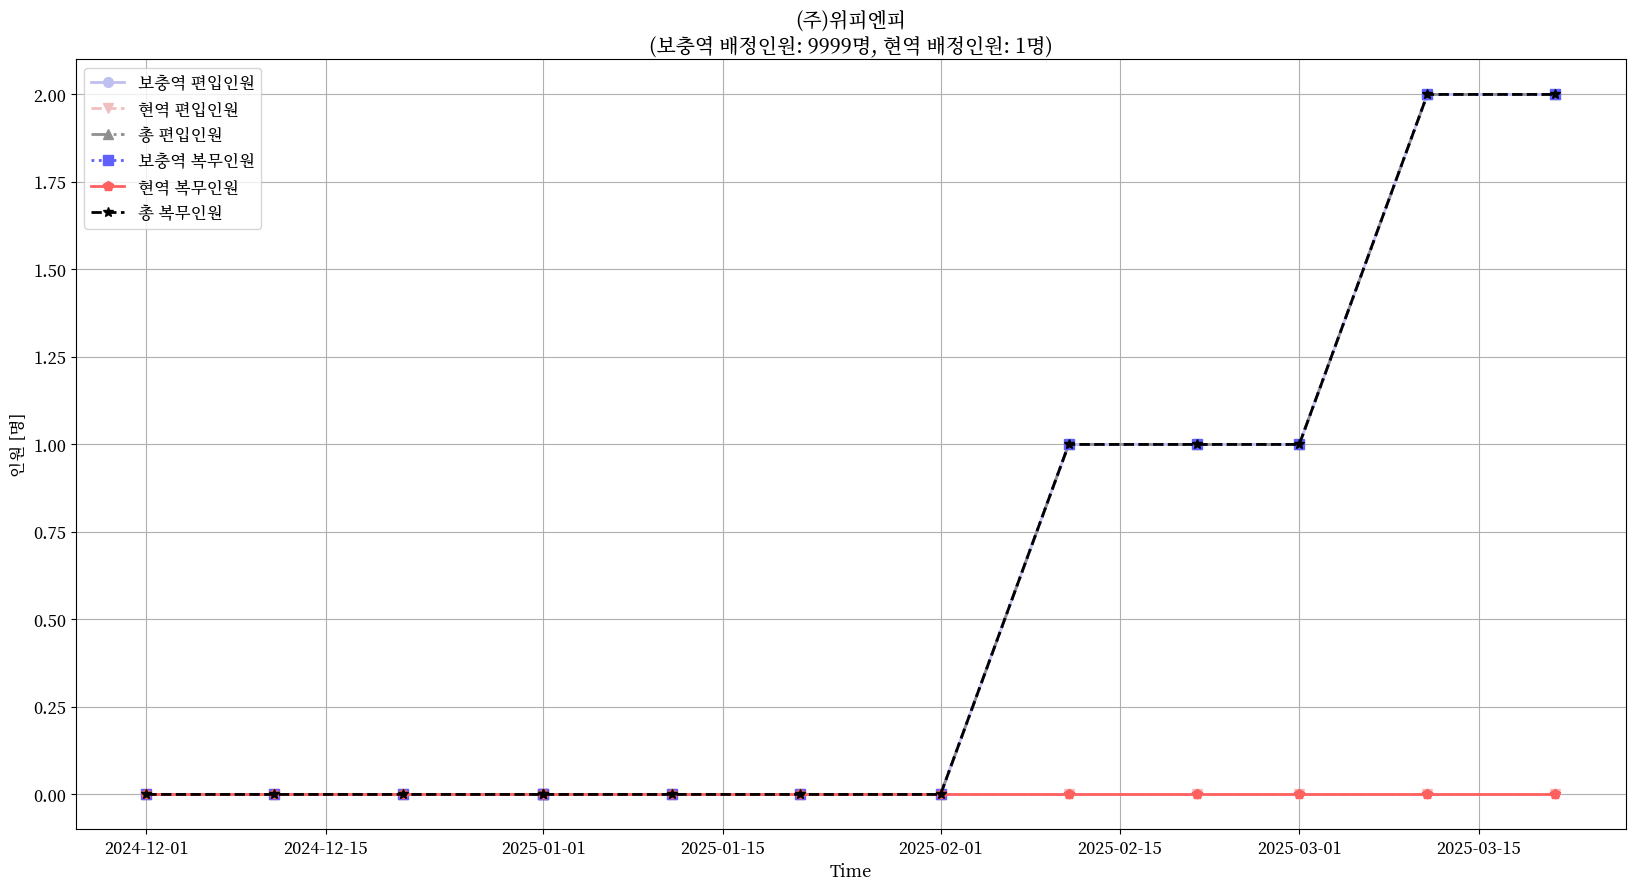 (주)위피엔피
(보충역 배정인원: 9999명, 현역 배정인원: 1명)
보충역 편입인원
현역 편입인원
총 편입인원
보충역 복무인원
현역 복무인원
총 복무인원
2.00
1.75
1.50
1.25
1.00
0.75
0.50
0.25
0.00
인원 [명]
2024-12-01 2024-12-15 2025-01-01 2025-01-15 2025-02-01 2025-02-15 2025-03-01 2025-03-15
Time